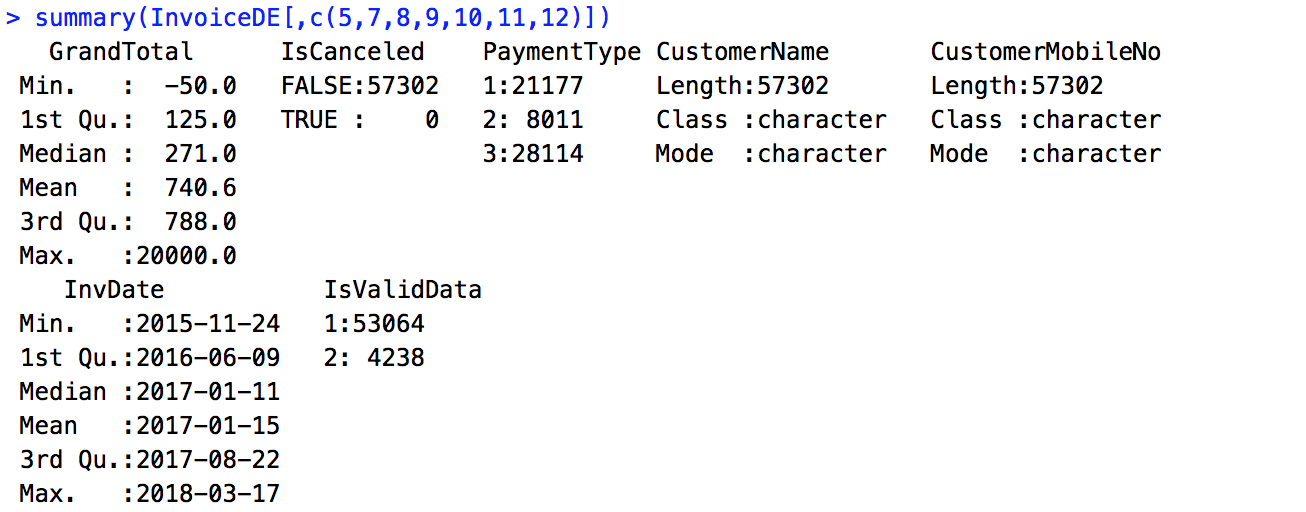 > summary(InvoiceDE[,c(5,7,8,9,10,11,12)])
   GrandTotal      IsCanceled    PaymentType CustomerName       CustomerMobileNo
 Min.   :  -50.0   FALSE:57302   1:21177     Length:57302       Length:57302
 1st Qu.:  125.0   TRUE :    0   2: 8011     Class :character   Class :character
 Median :  271.0                 3:28114     Mode  :character   Mode  :character
 Mean   :  740.6
 3rd Qu.:  788.0
 Max.   :20000.0
    InvDate           IsValidData
 Min.   :2015-11-24   1:53064
 1st Qu.:2016-06-09   2: 4238
 Median :2017-01-11
 Mean   :2017-01-15
 3rd Qu.:2017-08-22
 Max.   :2018-03-17